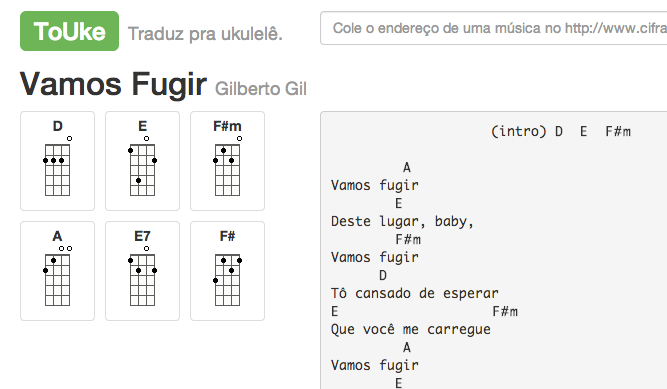 ToUke Traduz pra ukulelê.
Cole o endereço de uma música no http://www.cifra
Vamos Fugir Gilberto Gil
D E F#m
A E7 F#
(intro) D E F#m
A
Vamos fugir
E
Deste lugar, baby,
F#m
Vamos fugir
D
Tô cansado de esperar
E F#m
Que você me carregue
A
Vamos fugir
E